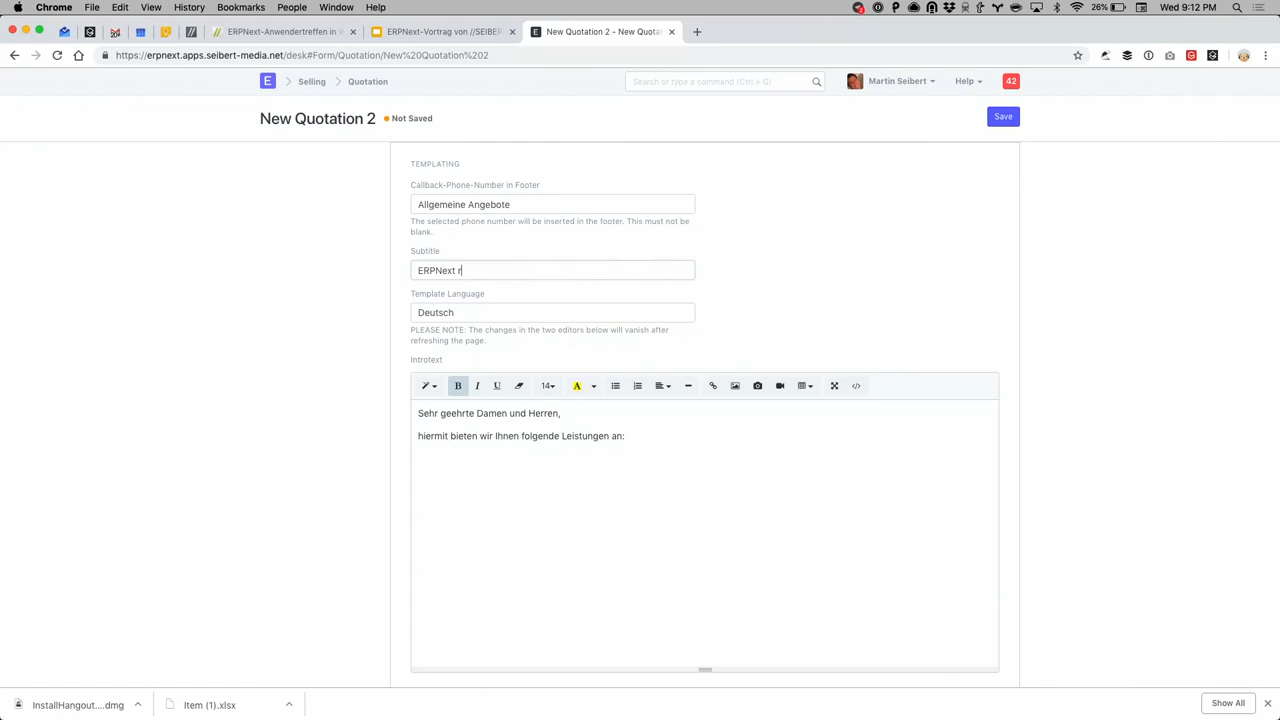 Chrome File Edit View History Bookmarks People Window Help 26% Wed 9:12 PM
ERPNext-Anwendertreffen in W ERPNext-Vortrag von //SEIBER New Quotation 2 - New Quota
https://erpnext.apps.seibert-media.net/desk#Form/Quotation/New%20Quotation%202
E Selling Quotation Search or type a command (Ctrl + G) Martin Seibert Help 42
New Quotation 2 Not Saved Save
TEMPLATING
Callback-Phone-Number in Footer
Allgemeine Angebote
The selected phone number will be inserted in the footer. This must not be
blank.
Subtitle
ERPNext r
Template Language
Deutsch
PLEASE NOTE: The changes in the two editors below will vanish after
refreshing the page.
Introtext
B I U 14 A
Sehr geehrte Damen und Herren,
hiermit bieten wir Ihnen folgende Leistungen an:
InstallHangout....dmg Item (1).xlsx Show All